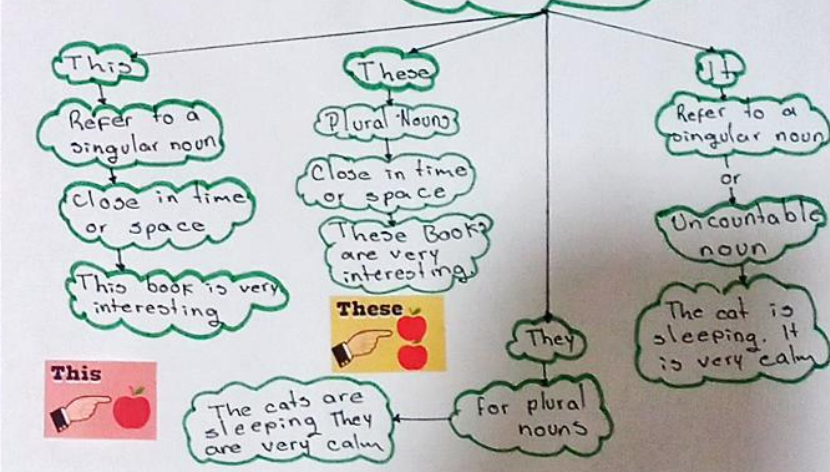 This
Refer to a
singular noun
Close in time
or space
This book is very
interesting
This
These
Plural Nouns
Close in time
or space
These Books
are very
interesting
These
They
for plural
nouns
The cats are
sleeping They
are very calm
It
Refer to a
singular noun
or
Uncountable
noun
The cat is
sleeping. It
is very calm